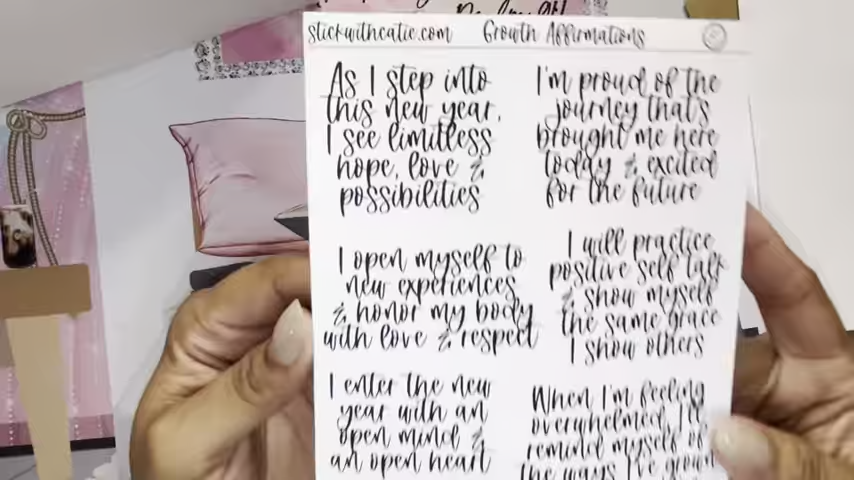 stickwithcatie.com Growth Affirmations
As I step into
this new year,
I see limitless
hope, love &
possibilities
I'm proud of the
journey that's
brought me here
today & excited
for the future
I open myself to
new experiences
& honor my body
with love & respect
I will practice
positive self talk
& show myself
the same grace
I show others
I enter the new
year with an
open mind &
an open heart
When I'm feeling
overwhelmed, I'll
remind myself of
the ways I've grown